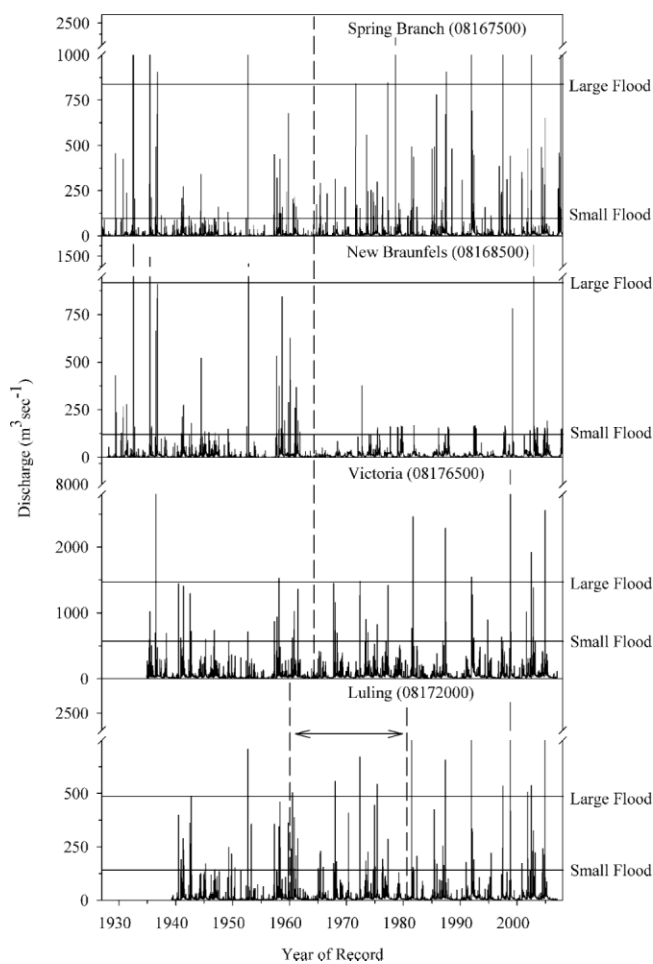 Spring Branch (08167500)
2500
1000
750
500
250
0
Large Flood
Small Flood
New Braunfels (08168500)
1500
750
500
250
0
Large Flood
Small Flood
Victoria (08176500)
8000
2000
1000
0
Large Flood
Small Flood
Luling (08172000)
2500
500
250
0
Large Flood
Small Flood
Discharge (m³sec⁻¹)
1930 1940 1950 1960 1970 1980 1990 2000
Year of Record